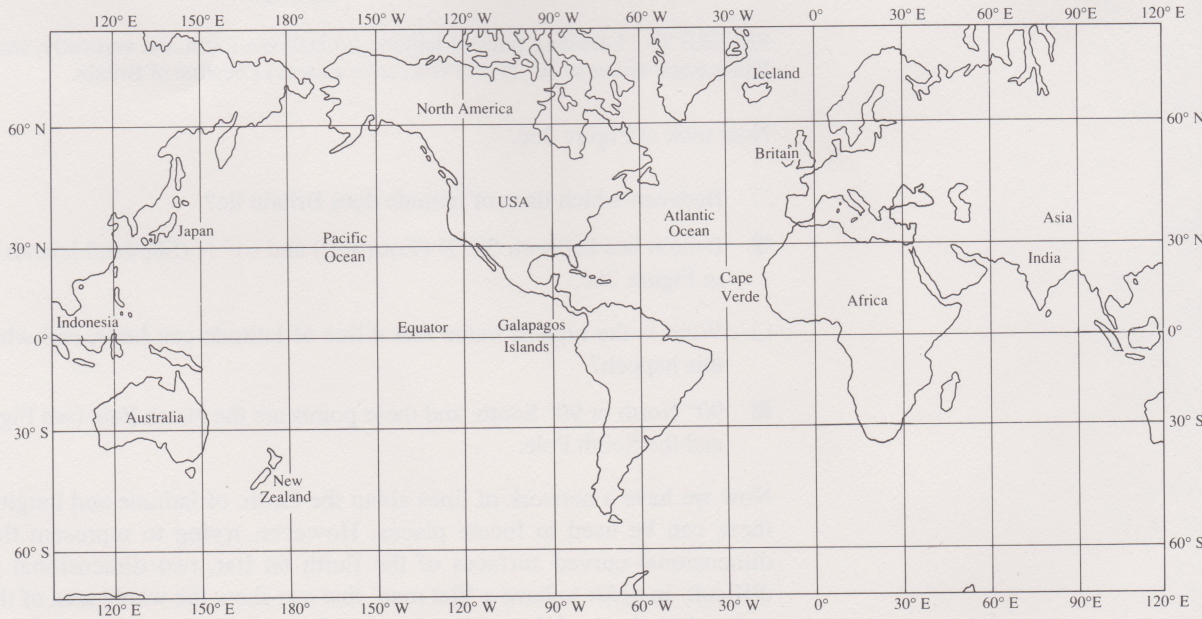 120° E 150° E 180° 150° W 120° W 90° W 60° W 30° W 0° 30° E 60° E 90° E 120° E
Iceland
North America
60° N 60° N
Britain
USA
Atlantic
Ocean
Asia
Japan
Pacific
Ocean
30° N 30° N
India
Cape
Verde
Africa
Indonesia
Equator
Galapagos
Islands
0° 0°
Australia
30° S 30° S
New
Zealand
60° S 60° S
120° E 150° E 180° 150° W 120° W 90° W 60° W 30° W 0° 30° E 60° E 90° E 120° E